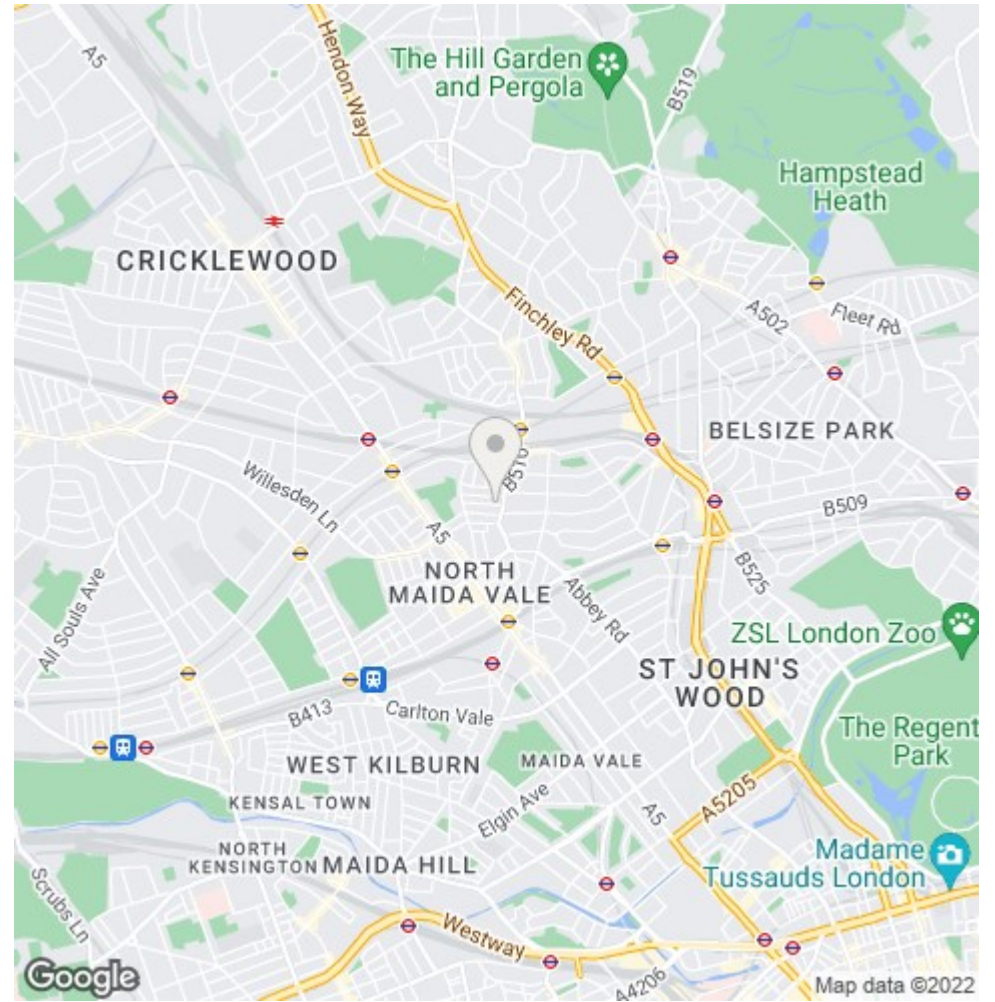 A5
Hendon Way
The Hill Garden
and Pergola
B519
Hampstead
Heath
CRICKLEWOOD
Finchley Rd
A502
Fleet Rd
BELSIZE PARK
B510
Willesden Ln
A5
B509
NORTH
MAIDA VALE
B525
Abbey Rd
All Souls Ave
ZSL London Zoo
ST JOHN'S
WOOD
B413
Carlton Vale
The Regent
Park
WEST KILBURN
MAIDA VALE
KENSAL TOWN
Elgin Ave
A5
A5205
NORTH
KENSINGTON
MAIDA HILL
Madame
Tussauds London
Scrubs Ln
Westway
A4206
Google
Map data ©2022